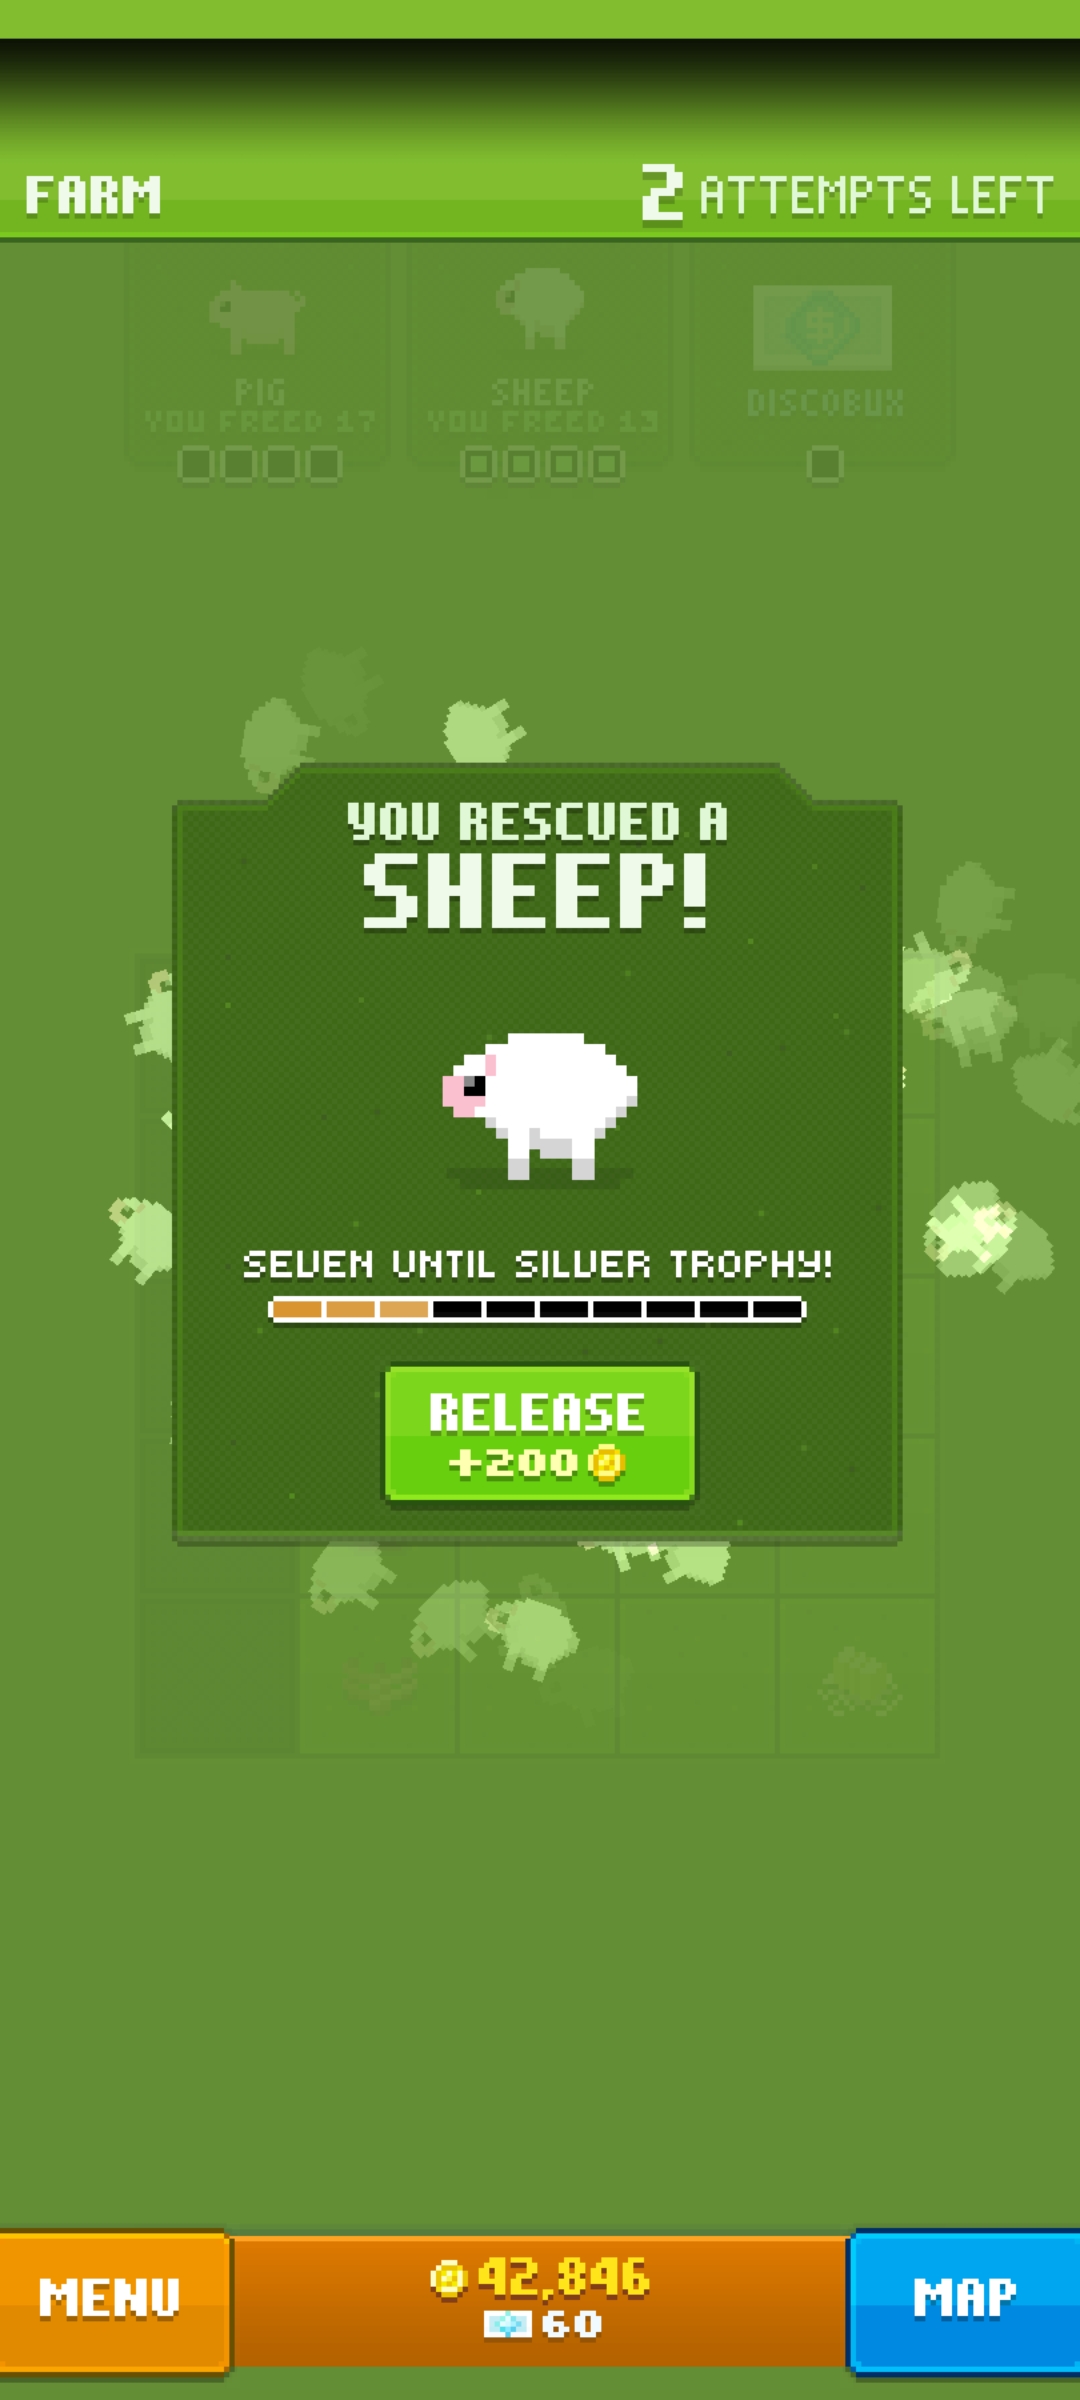 FARM
2 ATTEMPTS LEFT
PIG
YOU FREED 17
SHEEP
YOU FREED 13
DISCOBUX
YOU RESCUED A
SHEEP!
SEVEN UNTIL SILVER TROPHY!
RELEASE
+200
MENU
42,846
60
MAP